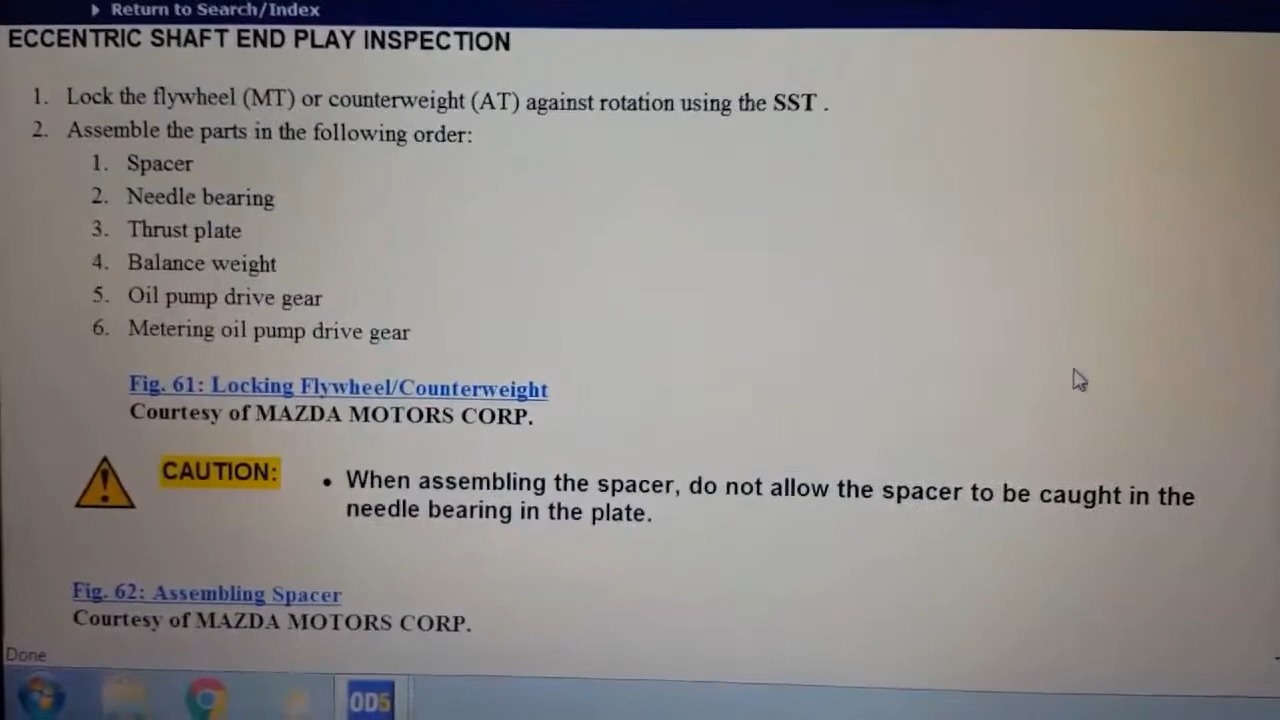 Return to Search/Index
ECCENTRIC SHAFT END PLAY INSPECTION
1. Lock the flywheel (MT) or counterweight (AT) against rotation using the SST .
2. Assemble the parts in the following order:
1. Spacer
2. Needle bearing
3. Thrust plate
4. Balance weight
5. Oil pump drive gear
6. Metering oil pump drive gear
Fig. 61: Locking Flywheel/Counterweight
Courtesy of MAZDA MOTORS CORP.
CAUTION:
• When assembling the spacer, do not allow the spacer to be caught in the
needle bearing in the plate.
Fig. 62: Assembling Spacer
Courtesy of MAZDA MOTORS CORP.
Done
OD5